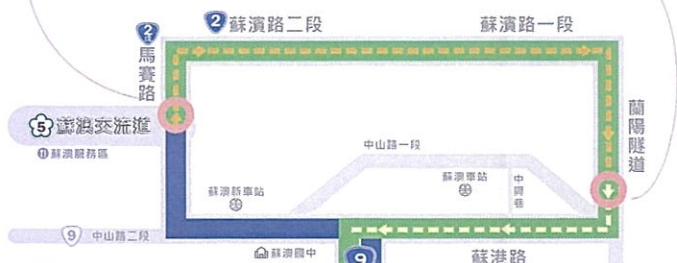 2 蘇濱路二段
蘇濱路一段
2戊
馬賽路
5 蘇澳交流道
蘇澳服務區
蘭陽隧道
中山路一段
蘇澳新車站
蘇澳車站
中興巷
9 中山路二段
蘇澳國中
9
蘇港路